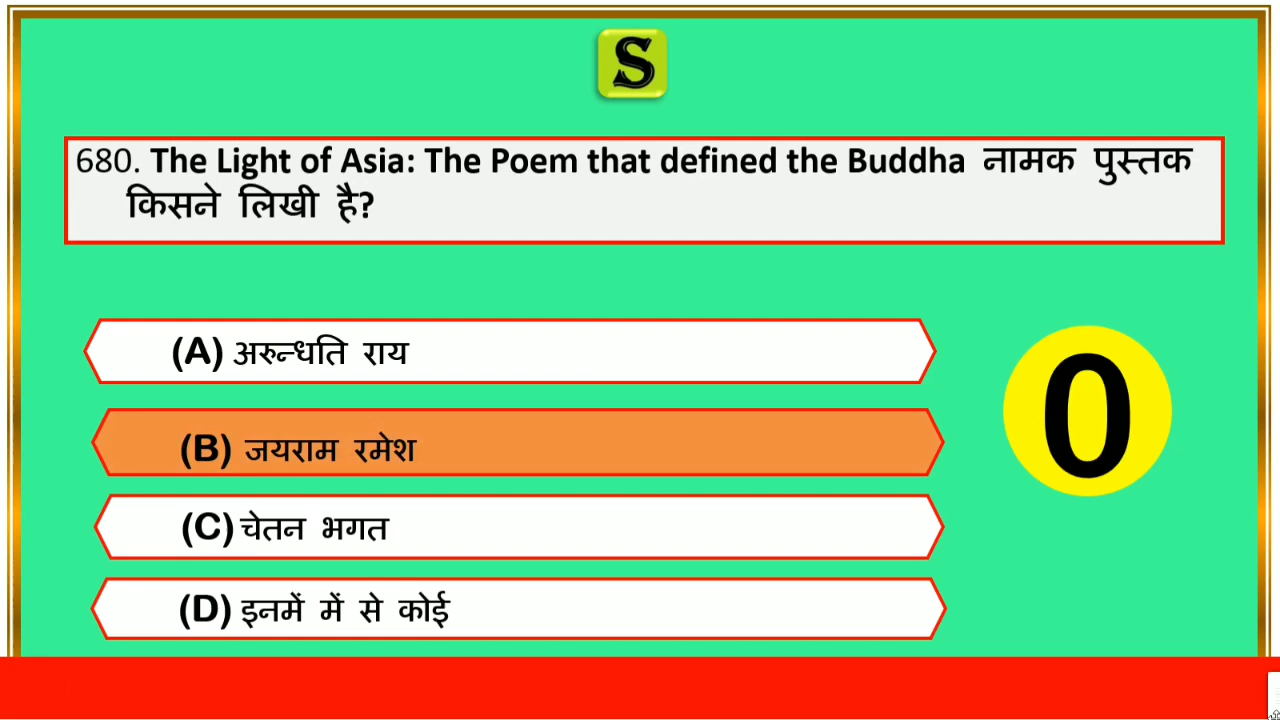 S
680. The Light of Asia: The Poem that defined the Buddha नामक पुस्तक
किसने लिखी है?
(A) अरुन्धति राय
(B) जयराम रमेश
(C) चेतन भगत
(D) इनमें में से कोई
0